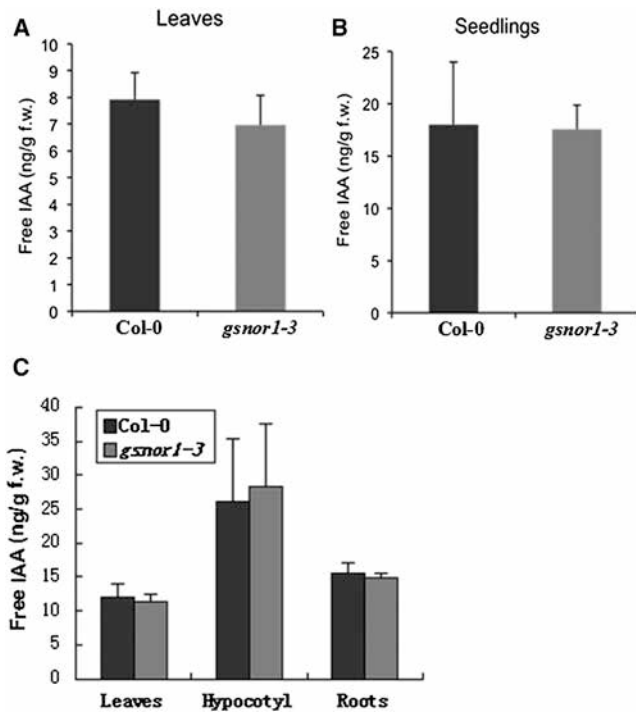 A
Leaves
Free IAA (ng/g f.w.)
10
9
8
7
6
5
4
3
2
1
0
Col-0 gsnor1-3
B
Seedlings
Free IAA (ng/g f.w.)
25
20
15
10
5
0
Col-0 gsnor1-3
C
Free IAA (ng/g f.w.)
40
35
30
25
20
15
10
5
0
Col-0
gsnor1-3
Leaves Hypocotyl Roots